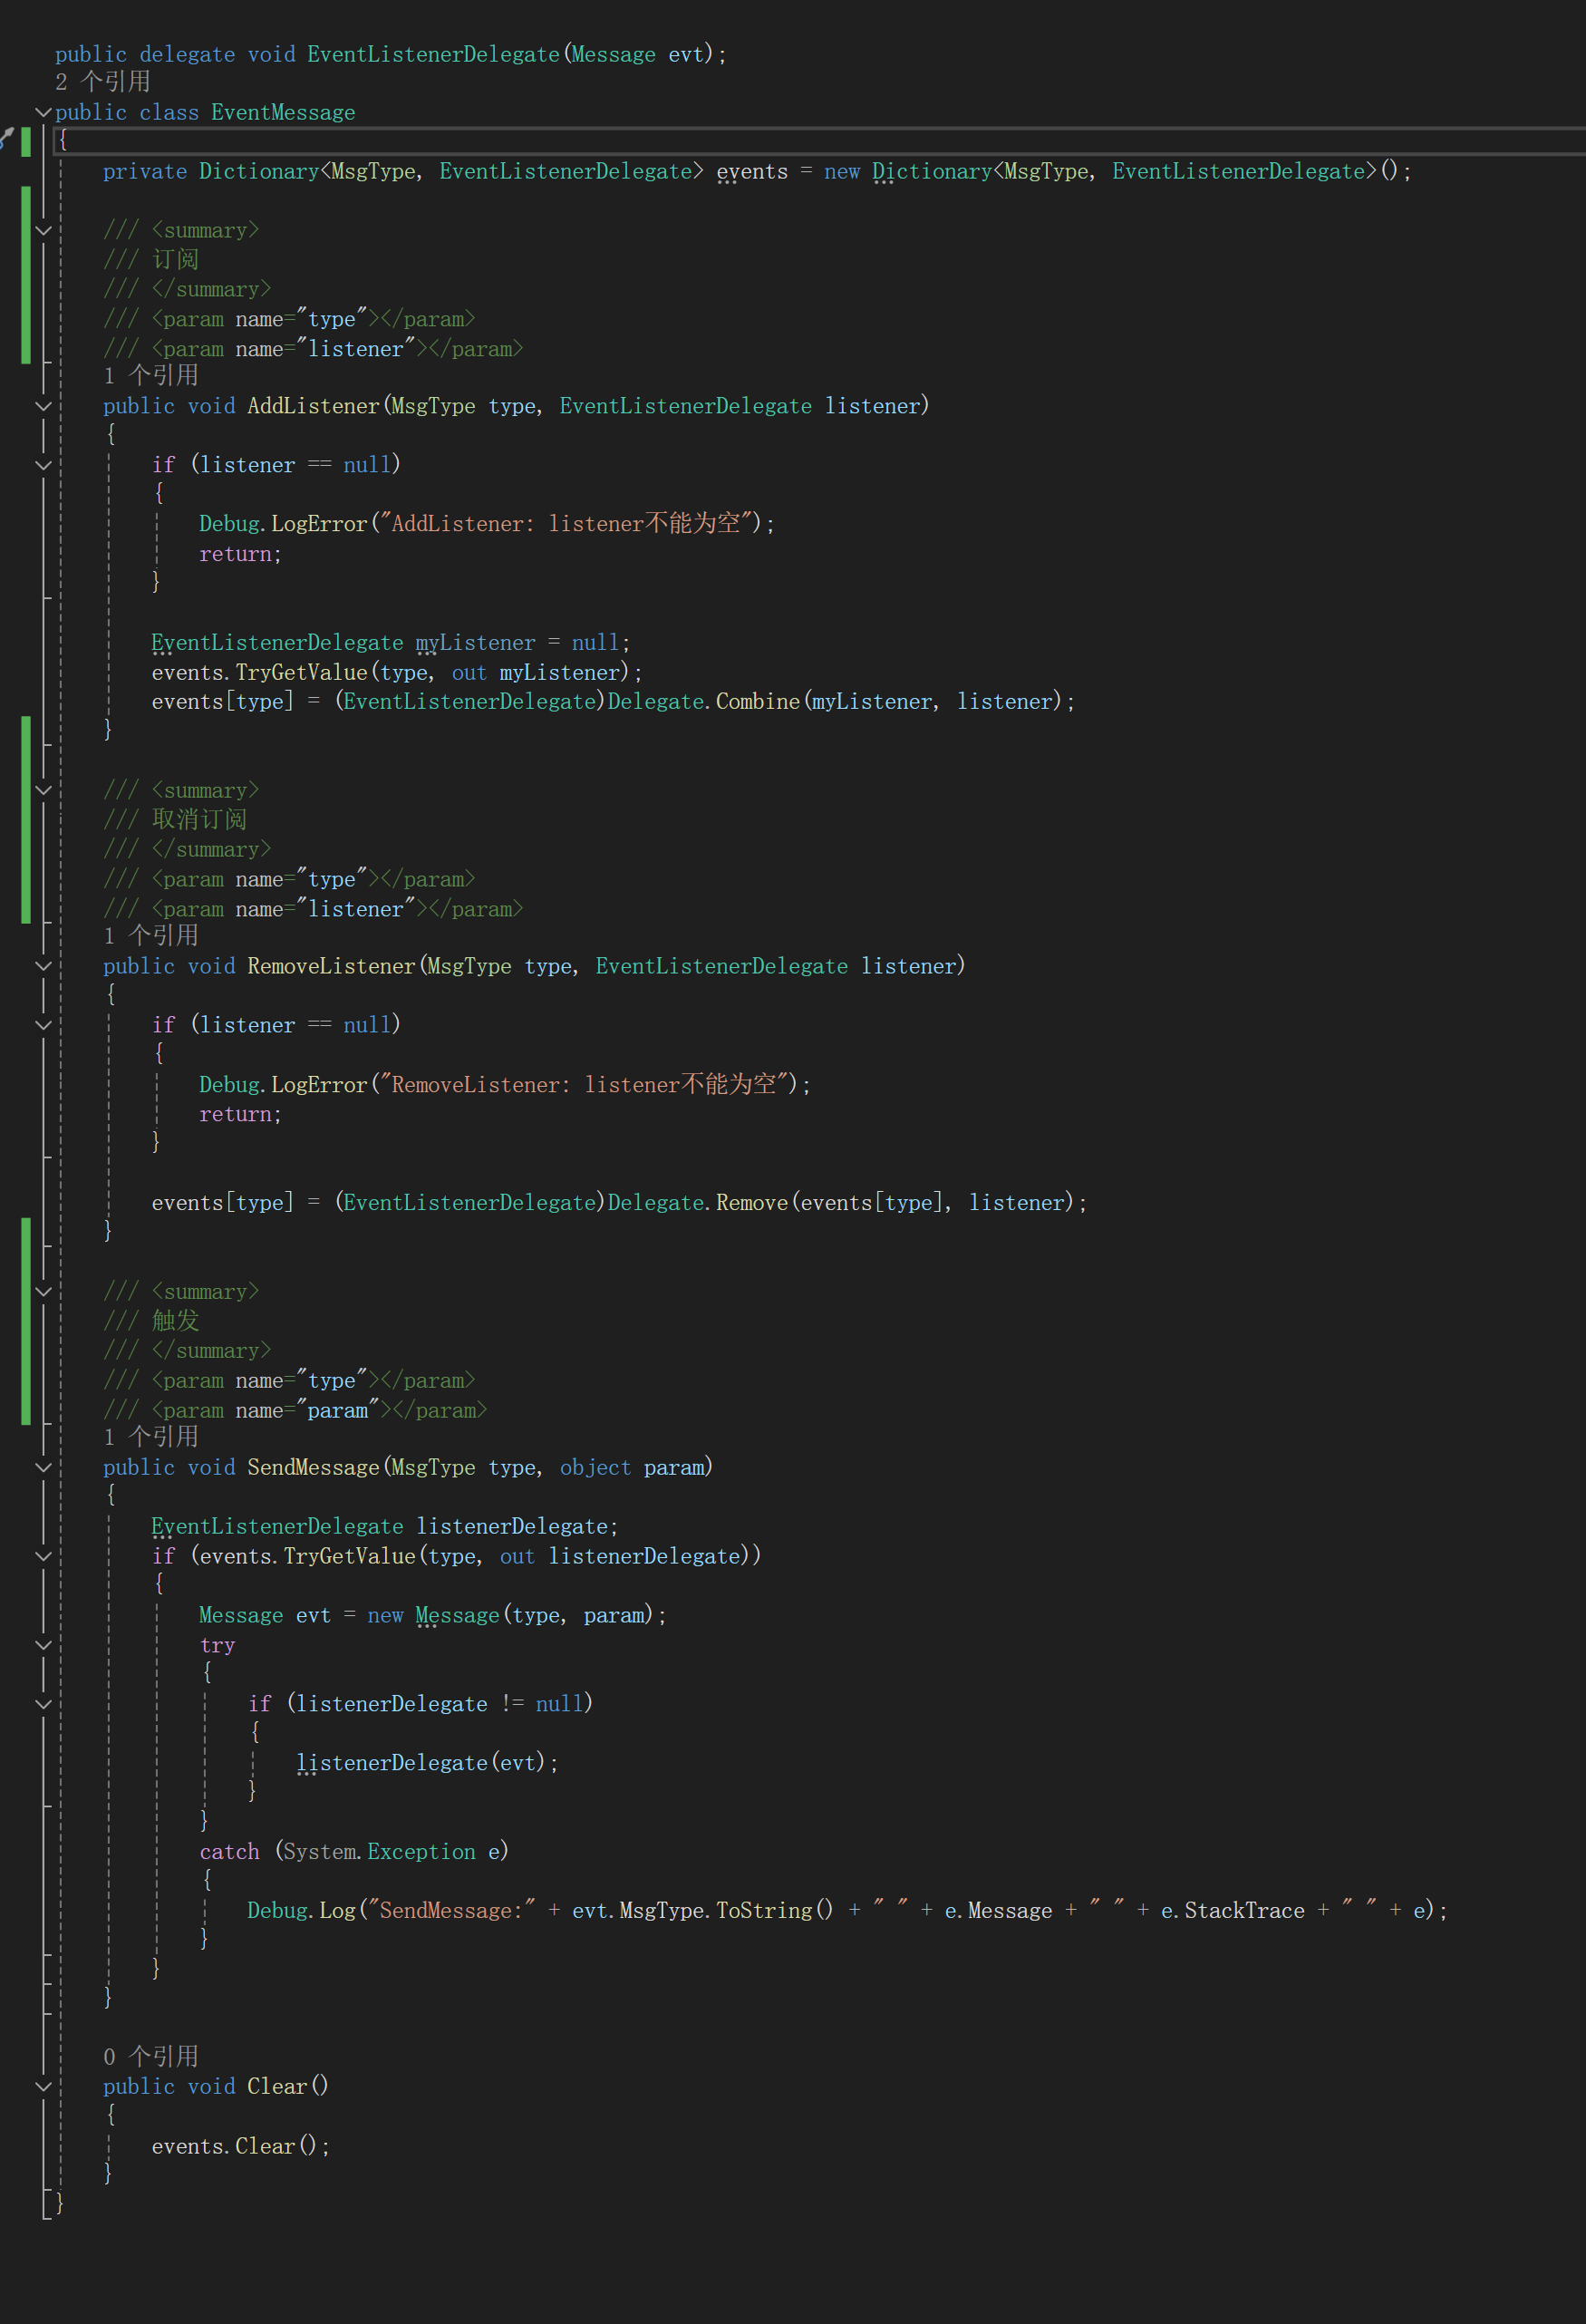 public delegate void EventListenerDelegate(Message evt);
2 个引用
public class EventMessage
{
private Dictionary<MsgType, EventListenerDelegate> events = new Dictionary<MsgType, EventListenerDelegate>();
/// <summary>
/// 订阅
/// </summary>
/// <param name="type"></param>
/// <param name="listener"></param>
1 个引用
public void AddListener(MsgType type, EventListenerDelegate listener)
{
if (listener == null)
{
Debug.LogError("AddListener: listener不能为空");
return;
}
EventListenerDelegate myListener = null;
events.TryGetValue(type, out myListener);
events[type] = (EventListenerDelegate)Delegate.Combine(myListener, listener);
}
/// <summary>
/// 取消订阅
/// </summary>
/// <param name="type"></param>
/// <param name="listener"></param>
1 个引用
public void RemoveListener(MsgType type, EventListenerDelegate listener)
{
if (listener == null)
{
Debug.LogError("RemoveListener: listener不能为空");
return;
}
events[type] = (EventListenerDelegate)Delegate.Remove(events[type], listener);
}
/// <summary>
/// 触发
/// </summary>
/// <param name="type"></param>
/// <param name="param"></param>
1 个引用
public void SendMessage(MsgType type, object param)
{
EventListenerDelegate listenerDelegate;
if (events.TryGetValue(type, out listenerDelegate))
{
Message evt = new Message(type, param);
try
{
if (listenerDelegate != null)
{
listenerDelegate(evt);
}
}
catch (System.Exception e)
{
Debug.Log("SendMessage:" + evt.MsgType.ToString() + " " + e.Message + " " + e.StackTrace + " " + e);
}
}
}
0 个引用
public void Clear()
{
events.Clear();
}
}